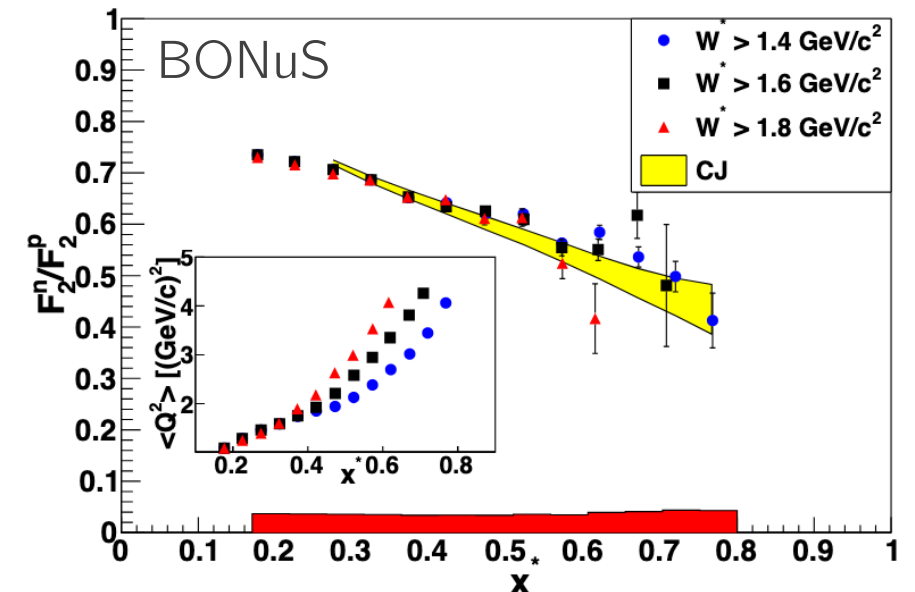 BONuS
W* > 1.4 GeV/c²
W* > 1.6 GeV/c²
W* > 1.8 GeV/c²
CJ
F₂ⁿ/F₂ᵖ
1
0.9
0.8
0.7
0.6
0.5
0.4
0.3
0.2
0.1
0
0 0.1 0.2 0.3 0.4 0.5 0.6 0.7 0.8 0.9 1
x*
<Q²> [(GeV/c)²]
5
4
3
2
0.2 0.4 0.6 0.8
x*